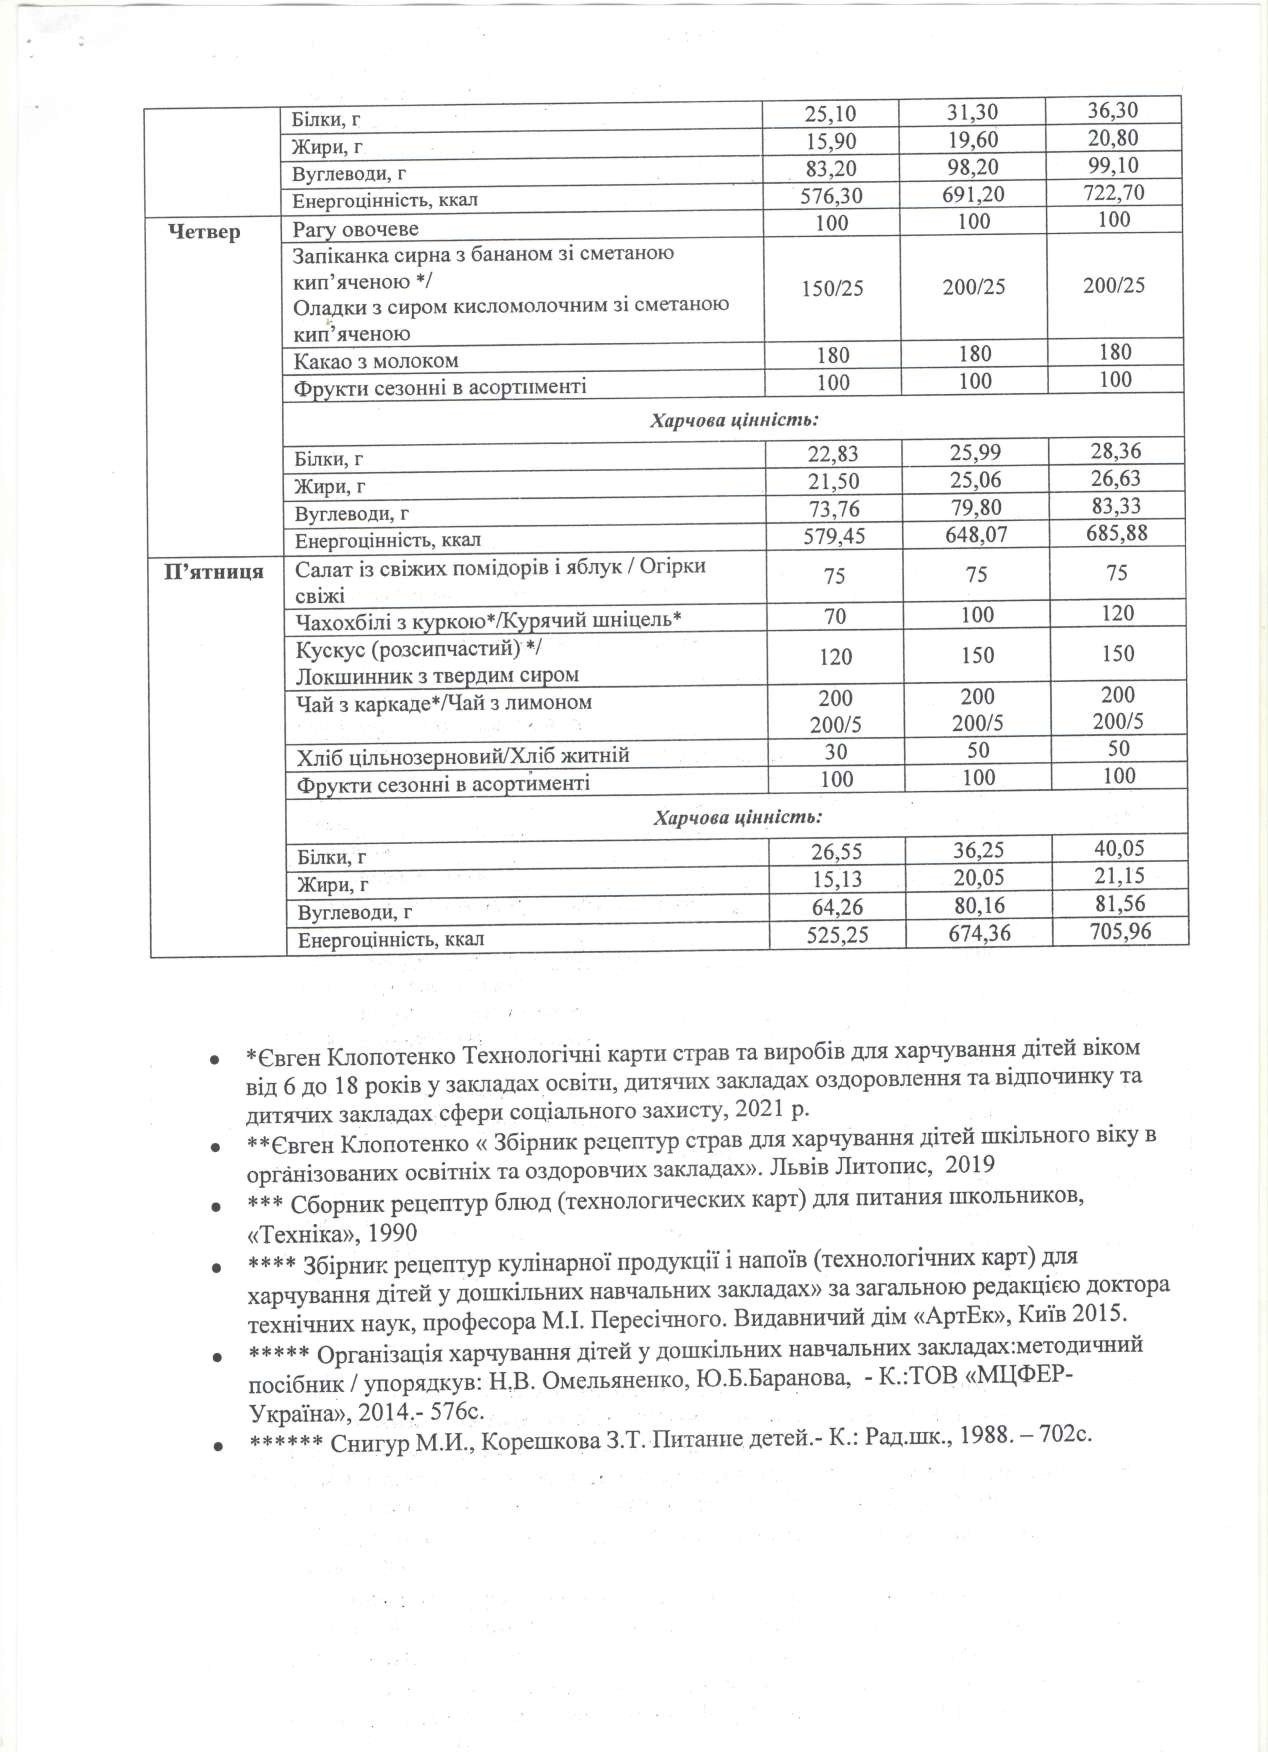 Білки, г 25,10 31,30 36,30
Жири, г 15,90 19,60 20,80
Вуглеводи, г 83,20 98,20 99,10
Енергоцінність, ккал 576,30 691,20 722,70
Четвер Рагу овочеве 100 100 100
Запіканка сирна з бананом зі сметаною
кип’яченою */
Оладки з сиром кисломолочним зі сметаною
кип’яченою
150/25 200/25 200/25
Какао з молоком 180 180 180
Фрукти сезонні в асортименті 100 100 100
Харчова цінність:
Білки, г 22,83 25,99 28,36
Жири, г 21,50 25,06 26,63
Вуглеводи, г 73,76 79,80 83,33
Енергоцінність, ккал 579,45 648,07 685,88
П’ятниця Салат із свіжих помідорів і яблук / Огірки
свіжі
75 75 75
Чахохбілі з куркою*/Курячий шніцель* 70 100 120
Кускус (розсипчастий) */
Локшинник з твердим сиром
120 150 150
Чай з каркаде*/Чай з лимоном 200 200 200
200/5 200/5 200/5
Хліб цільнозерновий/Хліб житній 30 50 50
Фрукти сезонні в асортименті 100 100 100
Харчова цінність:
Білки, г 26,55 36,25 40,05
Жири, г 15,13 20,05 21,15
Вуглеводи, г 64,26 80,16 81,56
Енергоцінність, ккал 525,25 674,36 705,96
• *Євген Клопотенко Технологічні карти страв та виробів для харчування дітей віком
від 6 до 18 років у закладах освіти, дитячих закладах оздоровлення та відпочинку та
дитячих закладах сфери соціального захисту, 2021 р.
• **Євген Клопотенко « Збірник рецептур страв для харчування дітей шкільного віку в
організованих освітніх та оздоровчих закладах». Львів Литопис, 2019
• *** Сборник рецептур блюд (технологических карт) для питания школьников,
«Техніка», 1990
• **** Збірник рецептур кулінарної продукції і напоїв (технологічних карт) для
харчування дітей у дошкільних навчальних закладах» за загальною редакцією доктора
технічних наук, професора М.І. Пересічного. Видавничий дім «АртЕк», Київ 2015.
• ***** Організація харчування дітей у дошкільних навчальних закладах:методичний
посібник / упорядкув: Н.В. Омельяненко, Ю.Б.Баранова, - К.:ТОВ «МЦФЕР-
Україна», 2014.- 576с.
• ****** Снигур М.И., Корешкова З.Т. Питание детей.- К.: Рад.шк., 1988. – 702с.